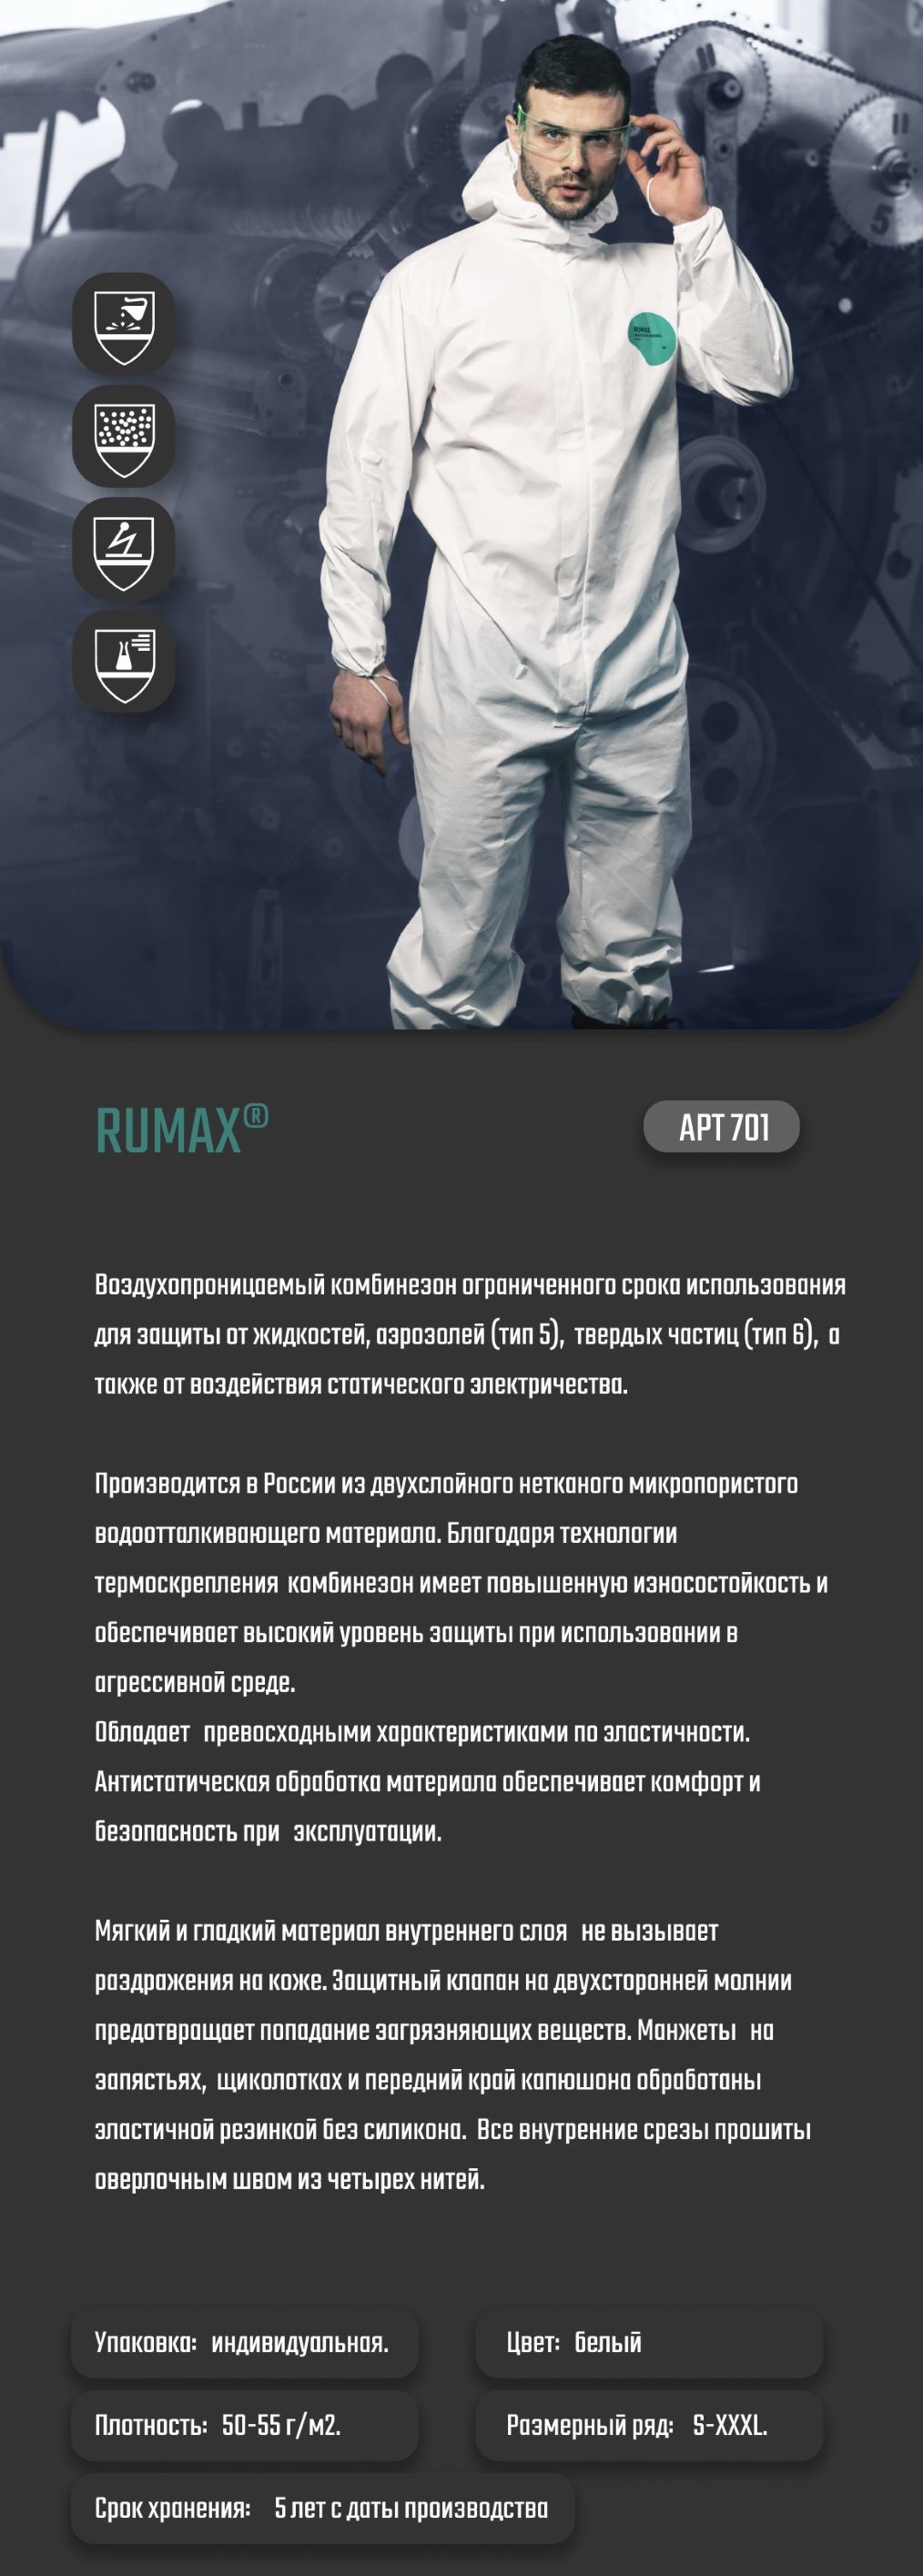 RUMAX
RUMAX®
АРТ 701
Воздухопроницаемый комбинезон ограниченного срока использования
для защиты от жидкостей, аэрозолей (тип 5), твердых частиц (тип 6), а
также от воздействия статического электричества.
Производится в России из двухслойного нетканого микропористого
водоотталкивающего материала. Благодаря технологии
термоскрепления комбинезон имеет повышенную износостойкость и
обеспечивает высокий уровень защиты при использовании в
агрессивной среде.
Обладает превосходными характеристиками по эластичности.
Антистатическая обработка материала обеспечивает комфорт и
безопасность при эксплуатации.
Мягкий и гладкий материал внутреннего слоя не вызывает
раздражения на коже. Защитный клапан на двухсторонней молнии
предотвращает попадание загрязняющих веществ. Манжеты на
запястьях, щиколотках и передний край капюшона обработаны
эластичной резинкой без силикона. Все внутренние срезы прошиты
оверлочным швом из четырех нитей.
Упаковка: индивидуальная.
Цвет: белый
Плотность: 50-55 г/м2.
Размерный ряд: S-XXXL.
Срок хранения: 5 лет с даты производства